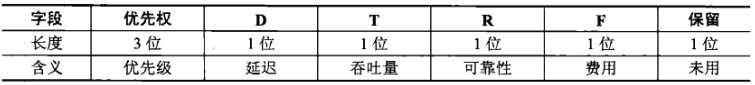 字段 优先权 D T R F 保留
长度 3 位 1 位 1 位 1 位 1 位 1 位
含义 优先级 延迟 吞吐量 可靠性 费用 未用